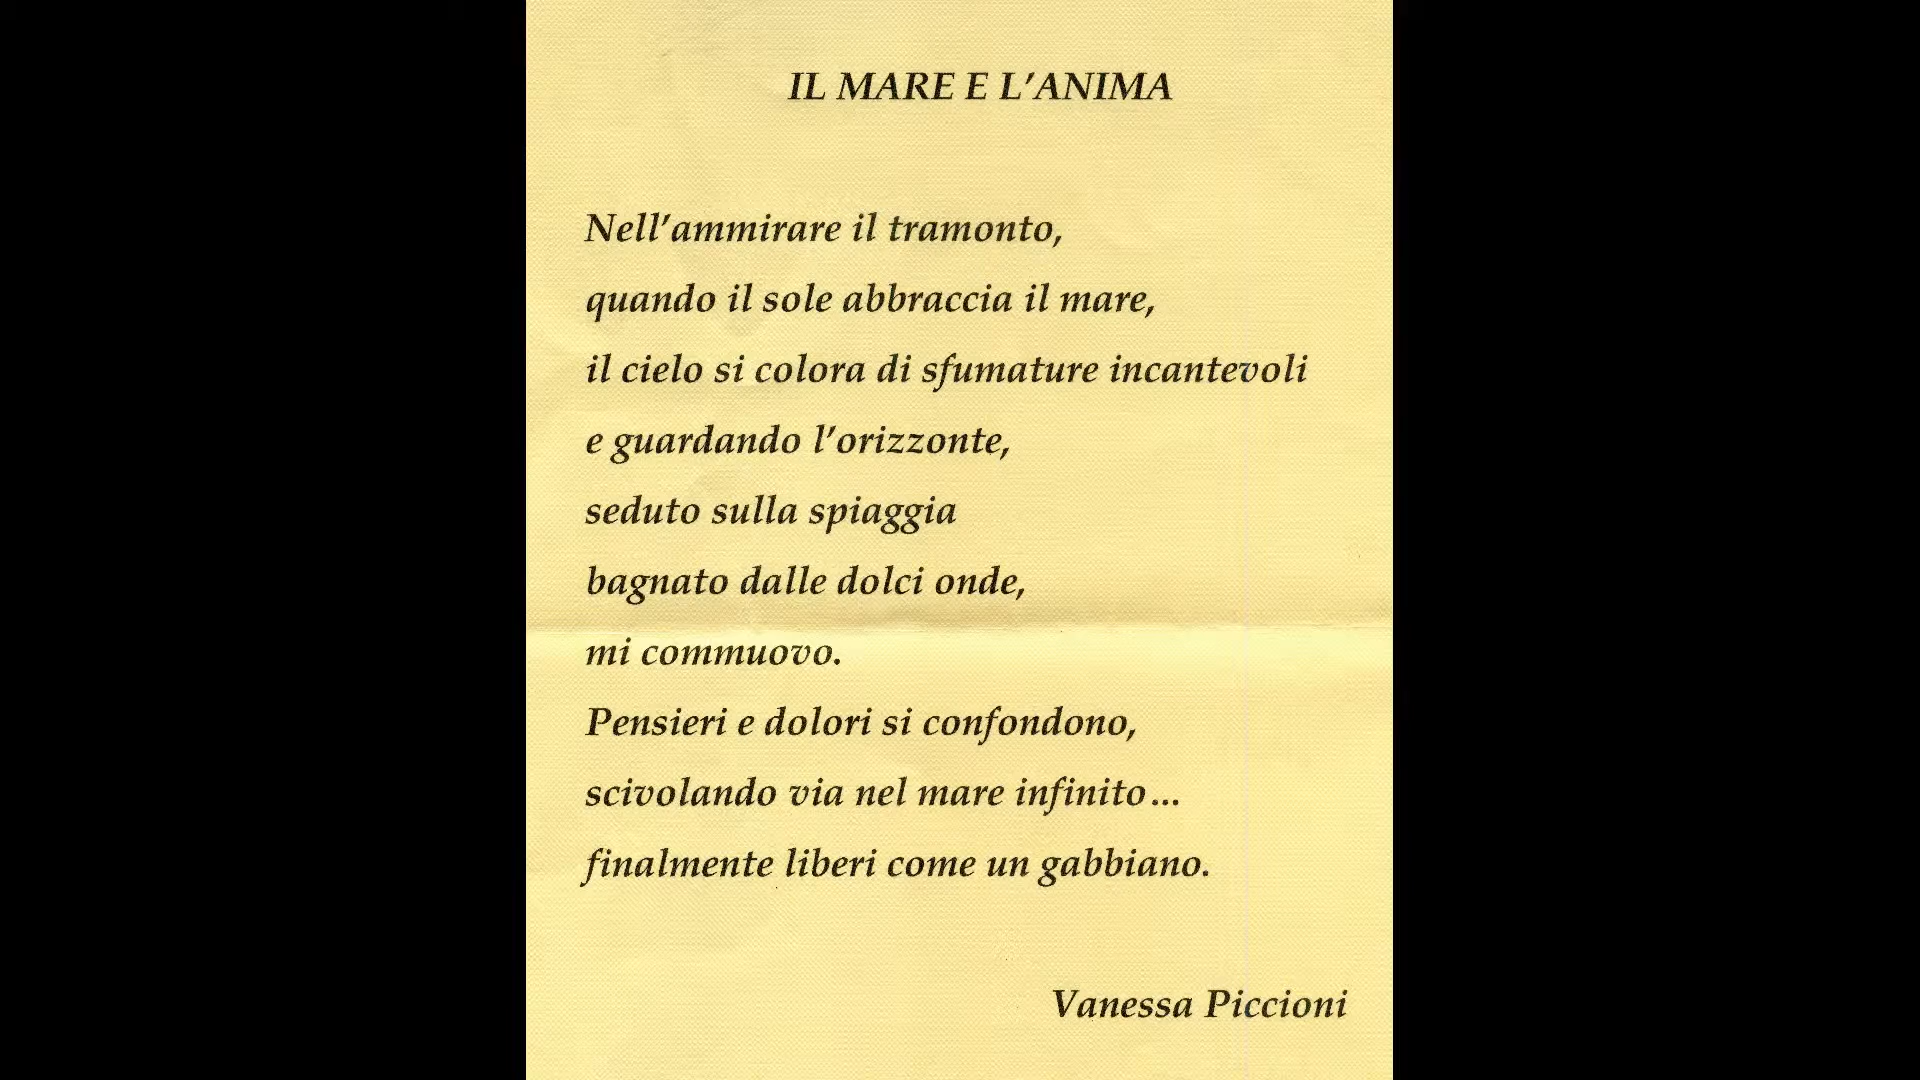 IL MARE E L’ANIMA
Nell’ammirare il tramonto,
quando il sole abbraccia il mare,
il cielo si colora di sfumature incantevoli
e guardando l’orizzonte,
seduto sulla spiaggia
bagnato dalle dolci onde,
mi commuovo.
Pensieri e dolori si confondono,
scivolando via nel mare infinito…
finalmente liberi come un gabbiano.
Vanessa Piccioni